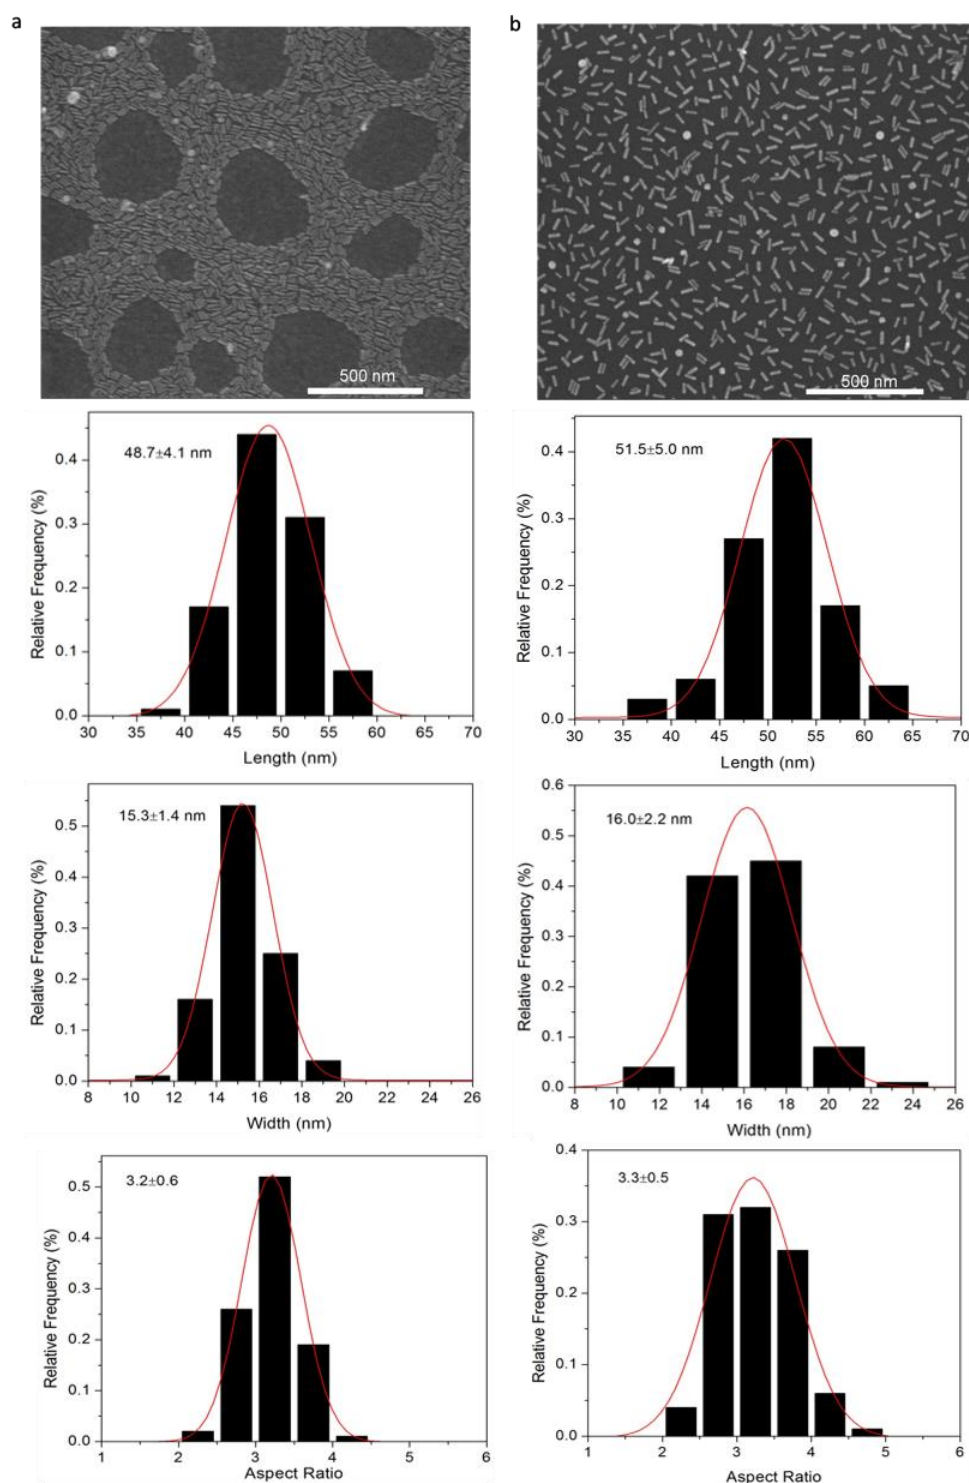 a
b
500 nm
500 nm
48.7±4.1 nm
Relative Frequency (%)
0.4
0.3
0.2
0.1
0.0
30 35 40 45 50 55 60 65 70
Length (nm)
51.5±5.0 nm
Relative Frequency (%)
0.4
0.3
0.2
0.1
0.0
30 35 40 45 50 55 60 65 70
Length (nm)
15.3±1.4 nm
Relative Frequency (%)
0.5
0.4
0.3
0.2
0.1
0.0
8 10 12 14 16 18 20 22 24 26
Width (nm)
16.0±2.2 nm
Relative Frequency (%)
0.6
0.5
0.4
0.3
0.2
0.1
0.0
8 10 12 14 16 18 20 22 24 26
Width (nm)
3.2±0.6
Relative Frequency (%)
0.5
0.4
0.3
0.2
0.1
0.0
1 2 3 4 5 6
Aspect Ratio
3.3±0.5
Relative Frequency (%)
0.4
0.3
0.2
0.1
0.0
1 2 3 4 5 6
Aspect Ratio